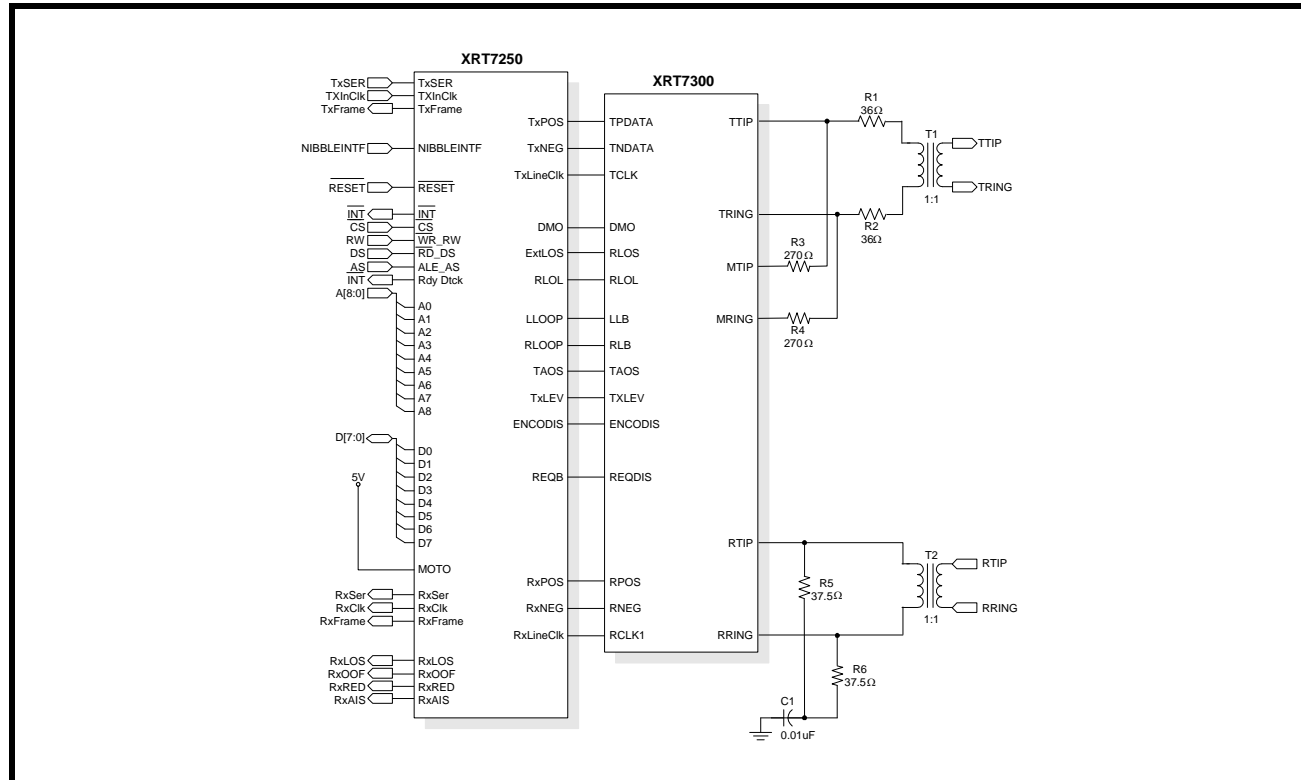 XRT7250
XRT7300
TxSER TxSER
TXInClk TXInClk
TxFrame TxFrame
NIBBLEINTF NIBBLEINTF
RESET RESET
INT INT
CS CS
RW WR_RW
DS RD_DS
AS ALE_AS
INT Rdy Dtck
A[8:0]
A0
A1
A2
A3
A4
A5
A6
A7
A8
D[7:0]
D0
D1
D2
D3
D4
D5
D6
D7
5V
MOTO
RxSer RxSer
RxClk RxClk
RxFrame RxFrame
RxLOS RxLOS
RxOOF RxOOF
RxRED RxRED
RxAIS RxAIS
TxPOS TPDATA
TxNEG TNDATA
TxLineClk TCLK
DMO DMO
ExtLOS RLOS
RLOL RLOL
LLOOP LLB
RLOOP RLB
TAOS TAOS
TxLEV TXLEV
ENCODIS ENCODIS
REQB REQDIS
RxPOS RPOS
RxNEG RNEG
RxLineClk RCLK1
TTIP
TRING
MTIP
MRING
RTIP
RRING
R1
36Ω
R2
36Ω
R3
270Ω
R4
270Ω
T1
1:1
TTIP
TRING
R5
37.5Ω
R6
37.5Ω
T2
1:1
RTIP
RRING
C1
0.01uF